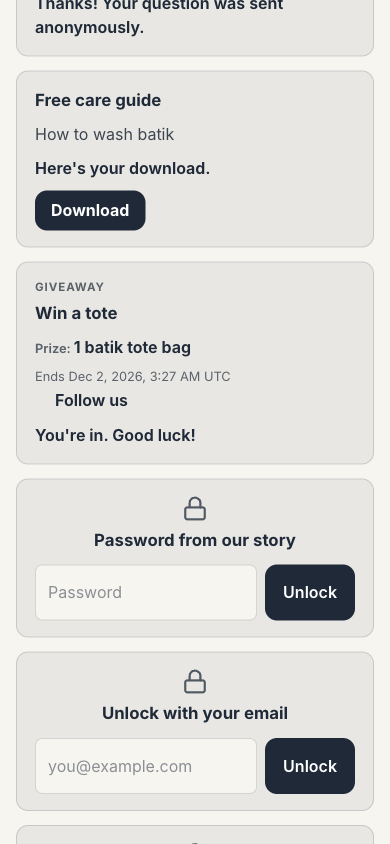 Thanks! Your question was sent
anonymously.
Free care guide
How to wash batik
Here's your download.
Download
GIVEAWAY
Win a tote
Prize: 1 batik tote bag
Ends Dec 2, 2026, 3:27 AM UTC
Follow us
You're in. Good luck!
Password from our story
Password
Unlock
Unlock with your email
you@example.com
Unlock